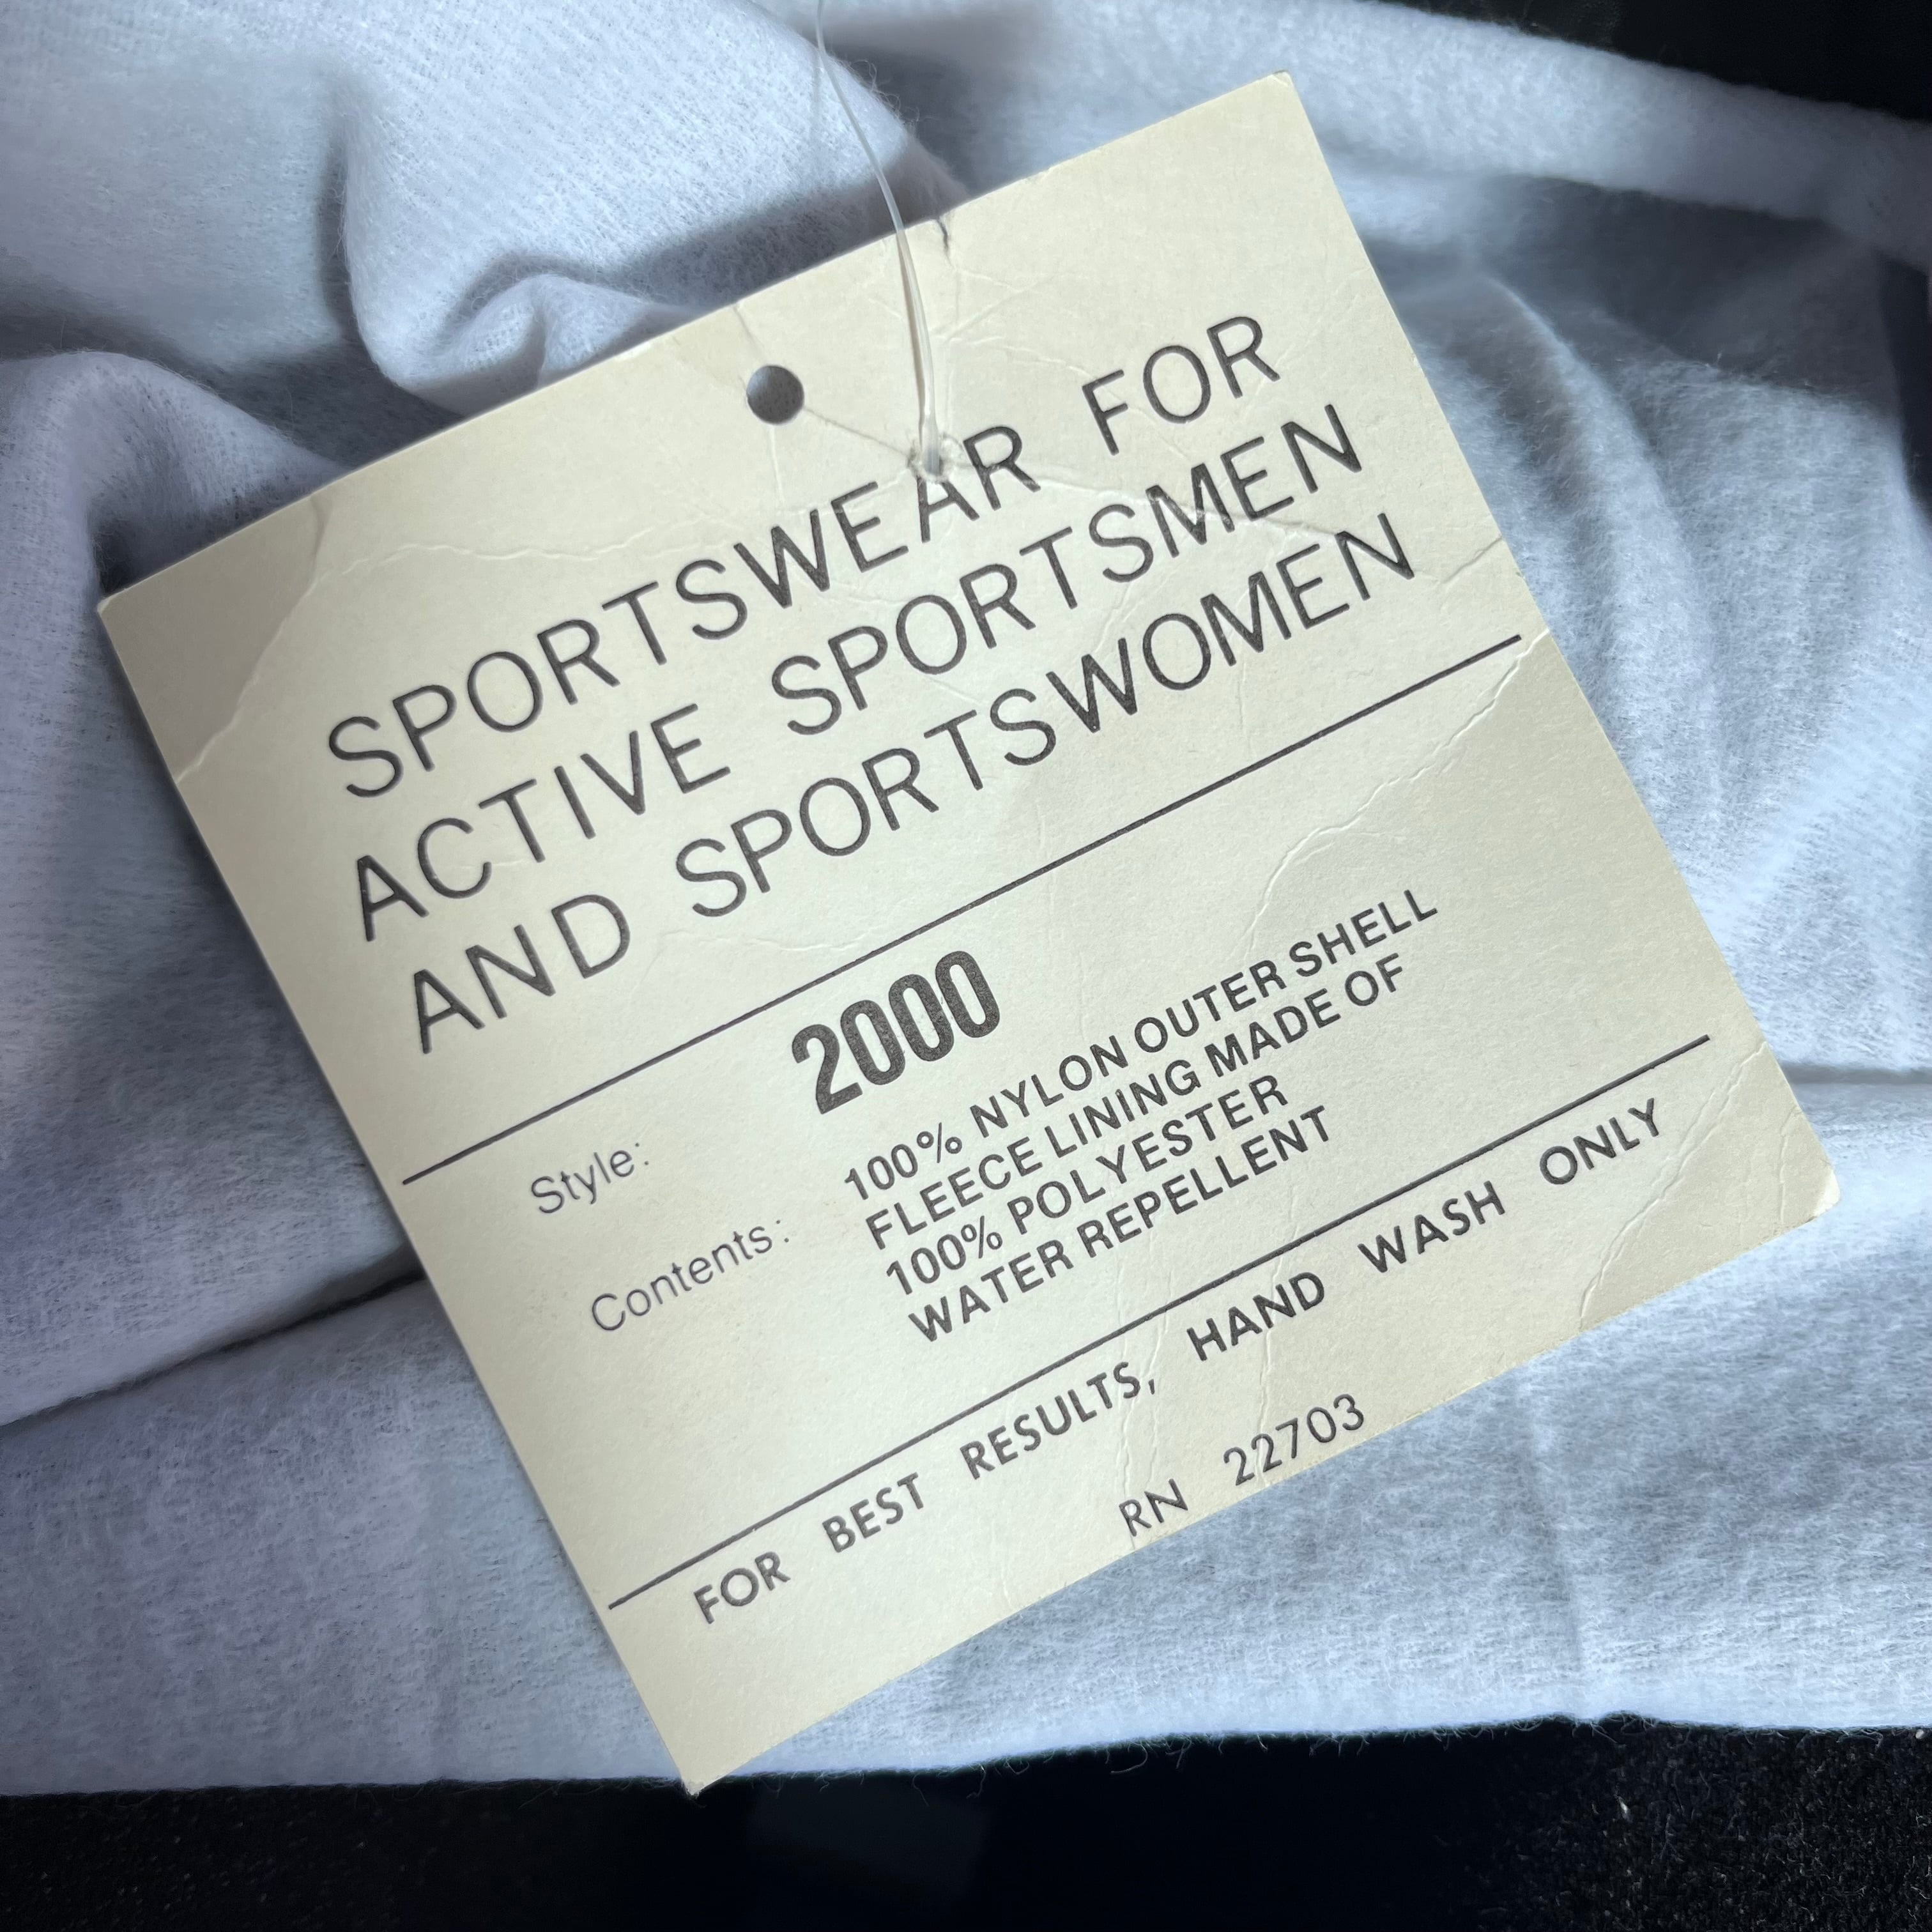 SPORTSWEAR FOR
ACTIVE SPORTSMEN
AND SPORTSWOMEN
Style: 2000
Contents: 100% NYLON OUTER SHELL
FLEECE LINING MADE OF
100% POLYESTER
WATER REPELLENT
FOR BEST RESULTS, HAND WASH ONLY
RN 22703